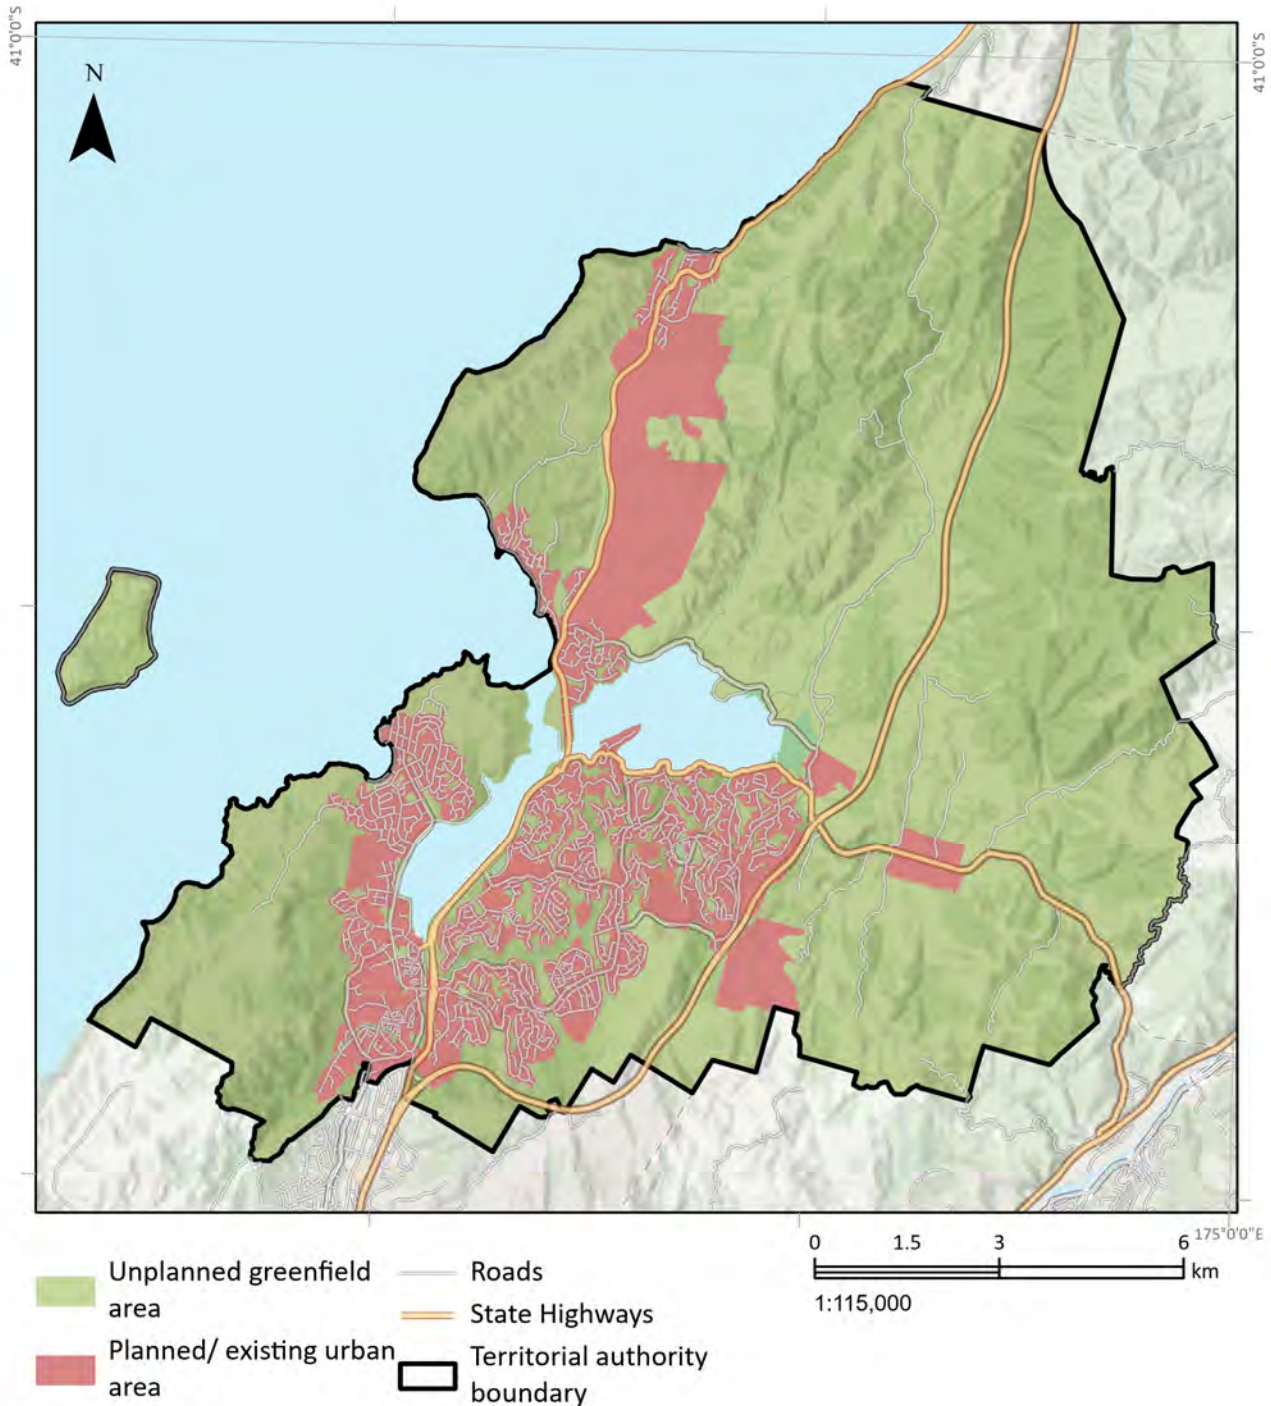 41°0'0"S
41°0'0"S
N
175°0'0"E
Unplanned greenfield
area
Planned/ existing urban
area
Roads
State Highways
Territorial authority
boundary
0 1.5 3 6
km
1:115,000